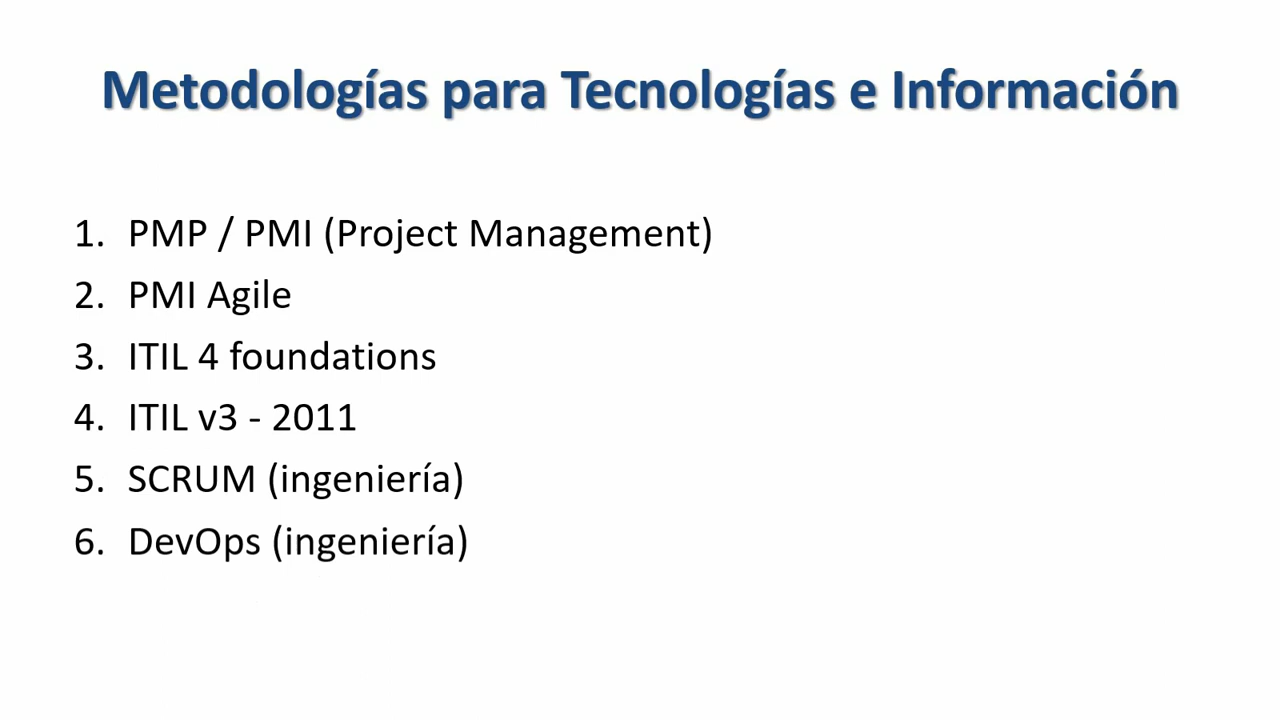 Metodologías para Tecnologías e Información
1. PMP / PMI (Project Management)
2. PMI Agile
3. ITIL 4 foundations
4. ITIL v3 - 2011
5. SCRUM (ingeniería)
6. DevOps (ingeniería)